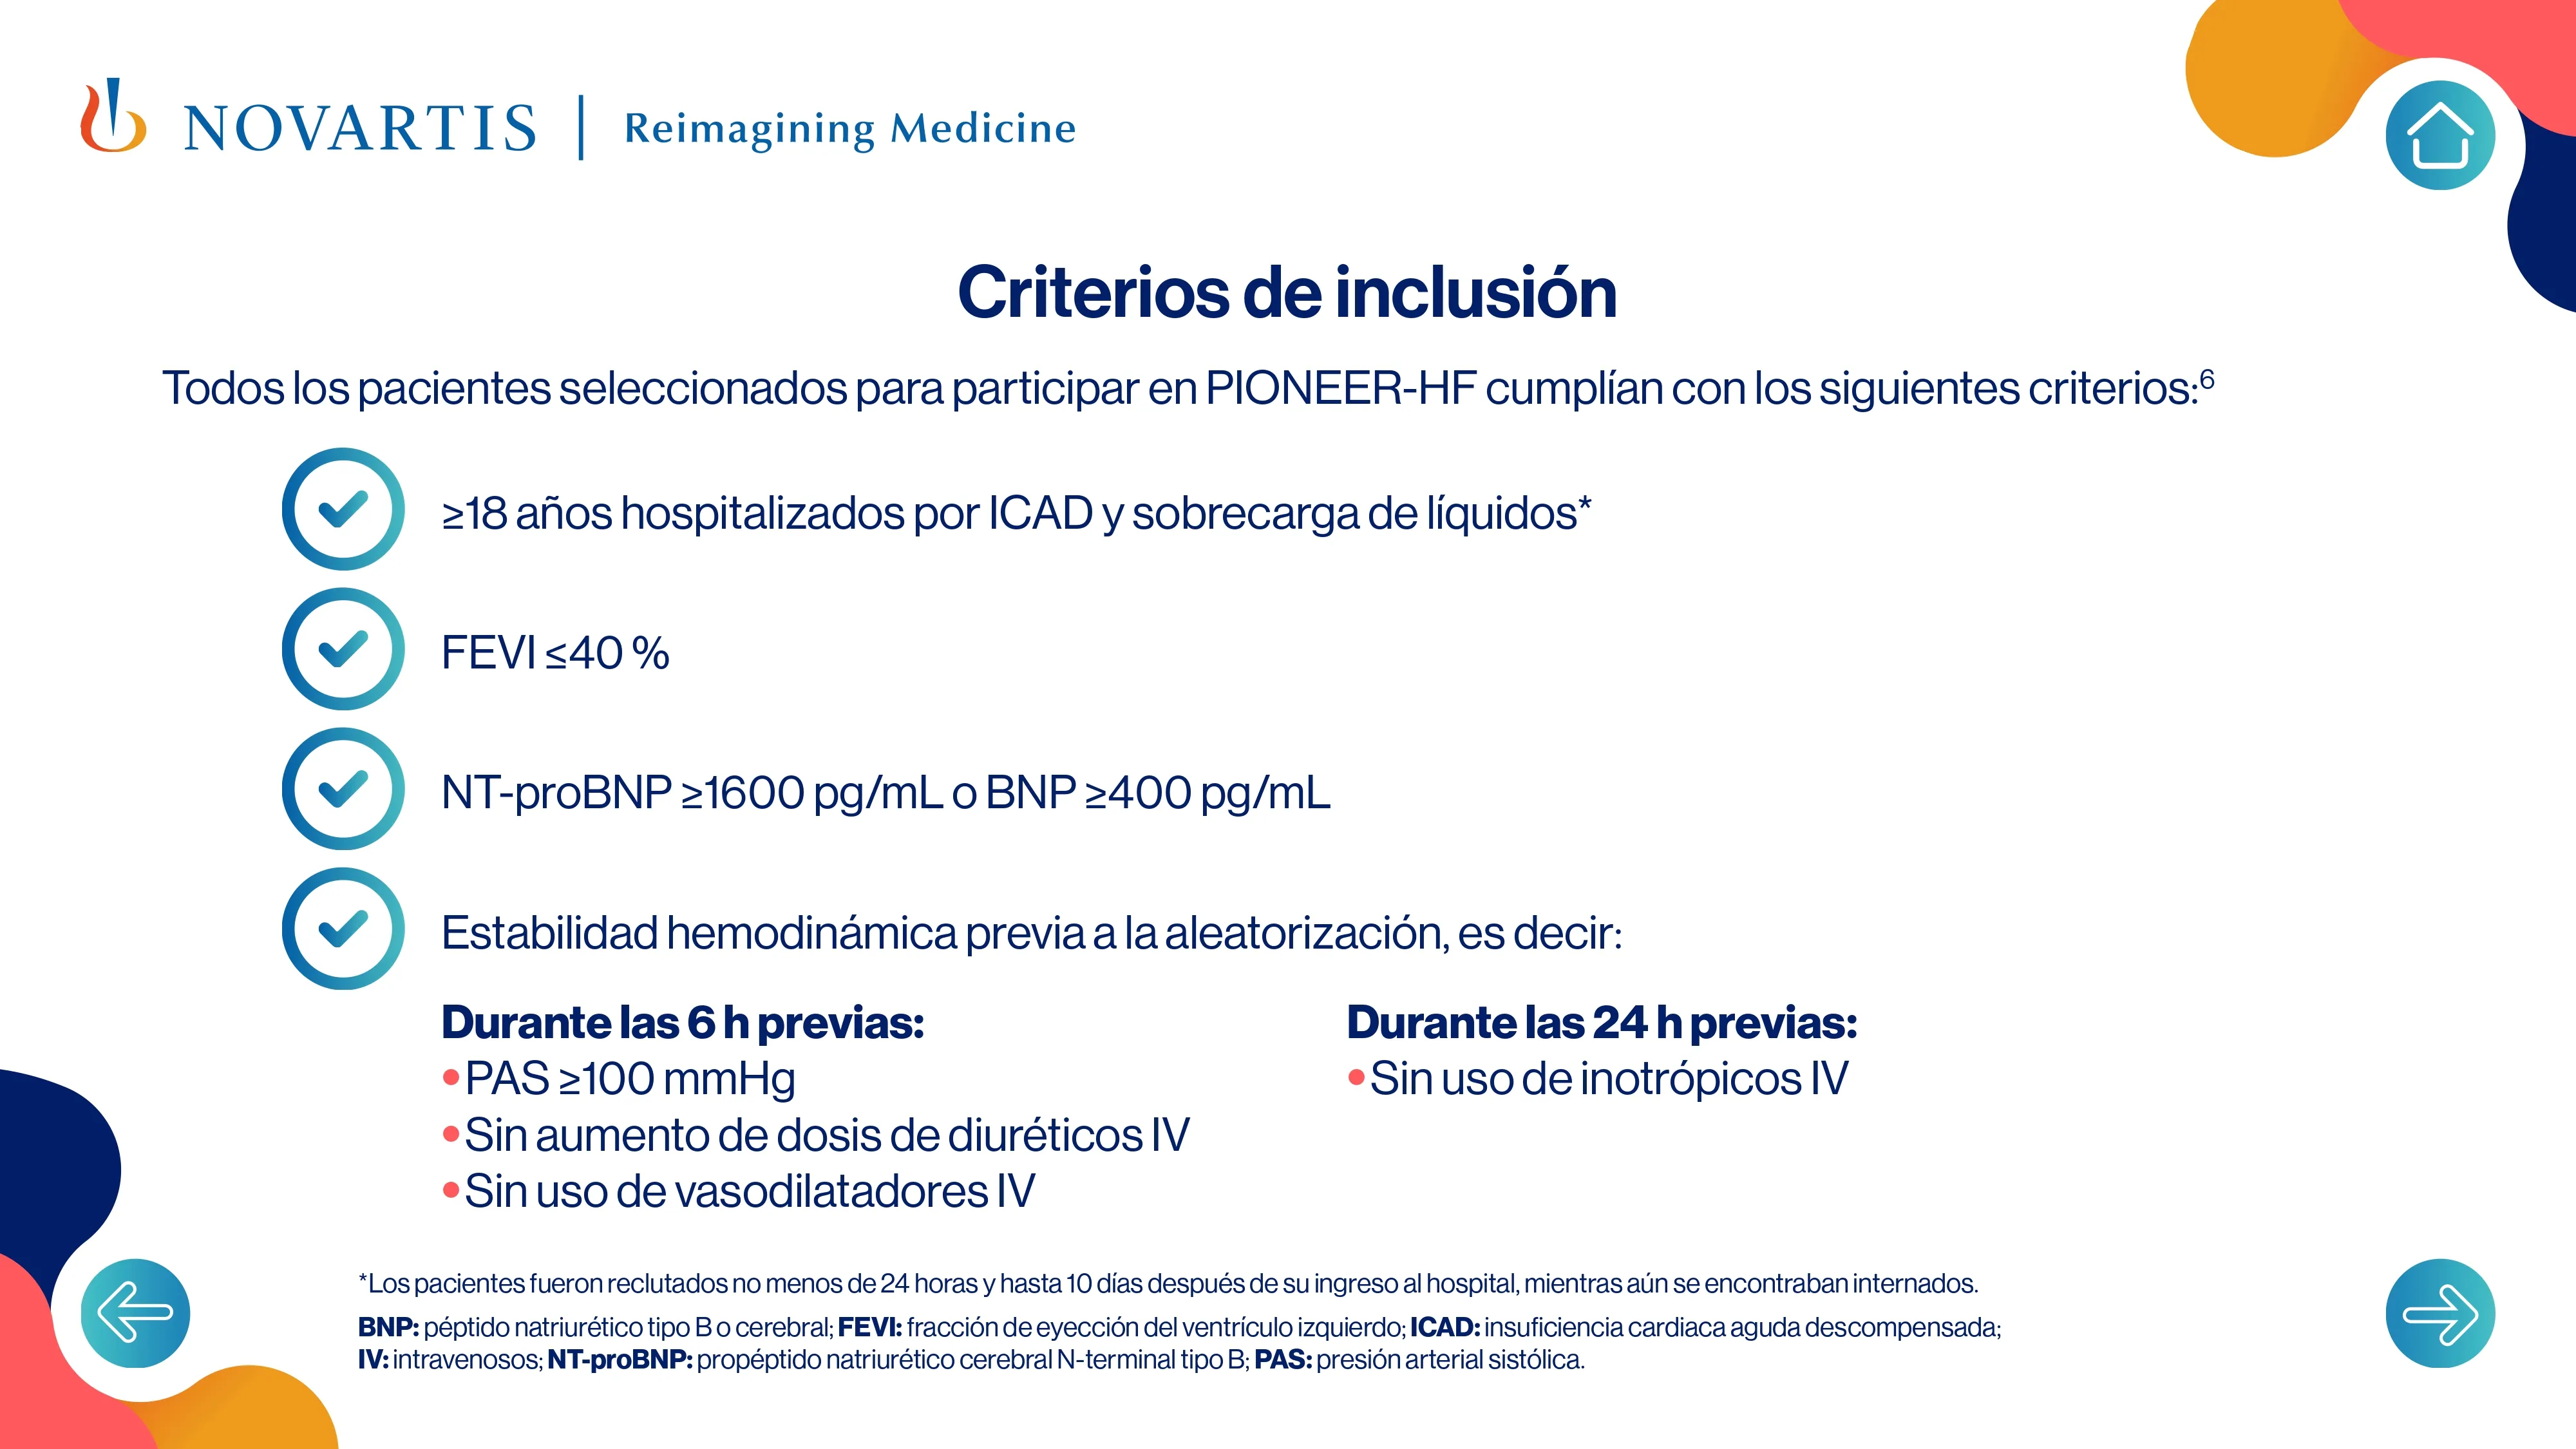 NOVARTIS | Reimagining Medicine
Criterios de inclusión
Todos los pacientes seleccionados para participar en PIONEER-HF cumplían con los siguientes criterios:⁶
≥18 años hospitalizados por ICAD y sobrecarga de líquidos*
FEVI ≤40 %
NT-proBNP ≥1600 pg/mL o BNP ≥400 pg/mL
Estabilidad hemodinámica previa a la aleatorización, es decir:
Durante las 6 h previas:
•PAS ≥100 mmHg
•Sin aumento de dosis de diuréticos IV
•Sin uso de vasodilatadores IV
Durante las 24 h previas:
•Sin uso de inotrópicos IV
*Los pacientes fueron reclutados no menos de 24 horas y hasta 10 días después de su ingreso al hospital, mientras aún se encontraban internados.
BNP: péptido natriurético tipo B o cerebral; FEVI: fracción de eyección del ventrículo izquierdo; ICAD: insuficiencia cardiaca aguda descompensada;
IV: intravenosos; NT-proBNP: propéptido natriurético cerebral N-terminal tipo B; PAS: presión arterial sistólica.